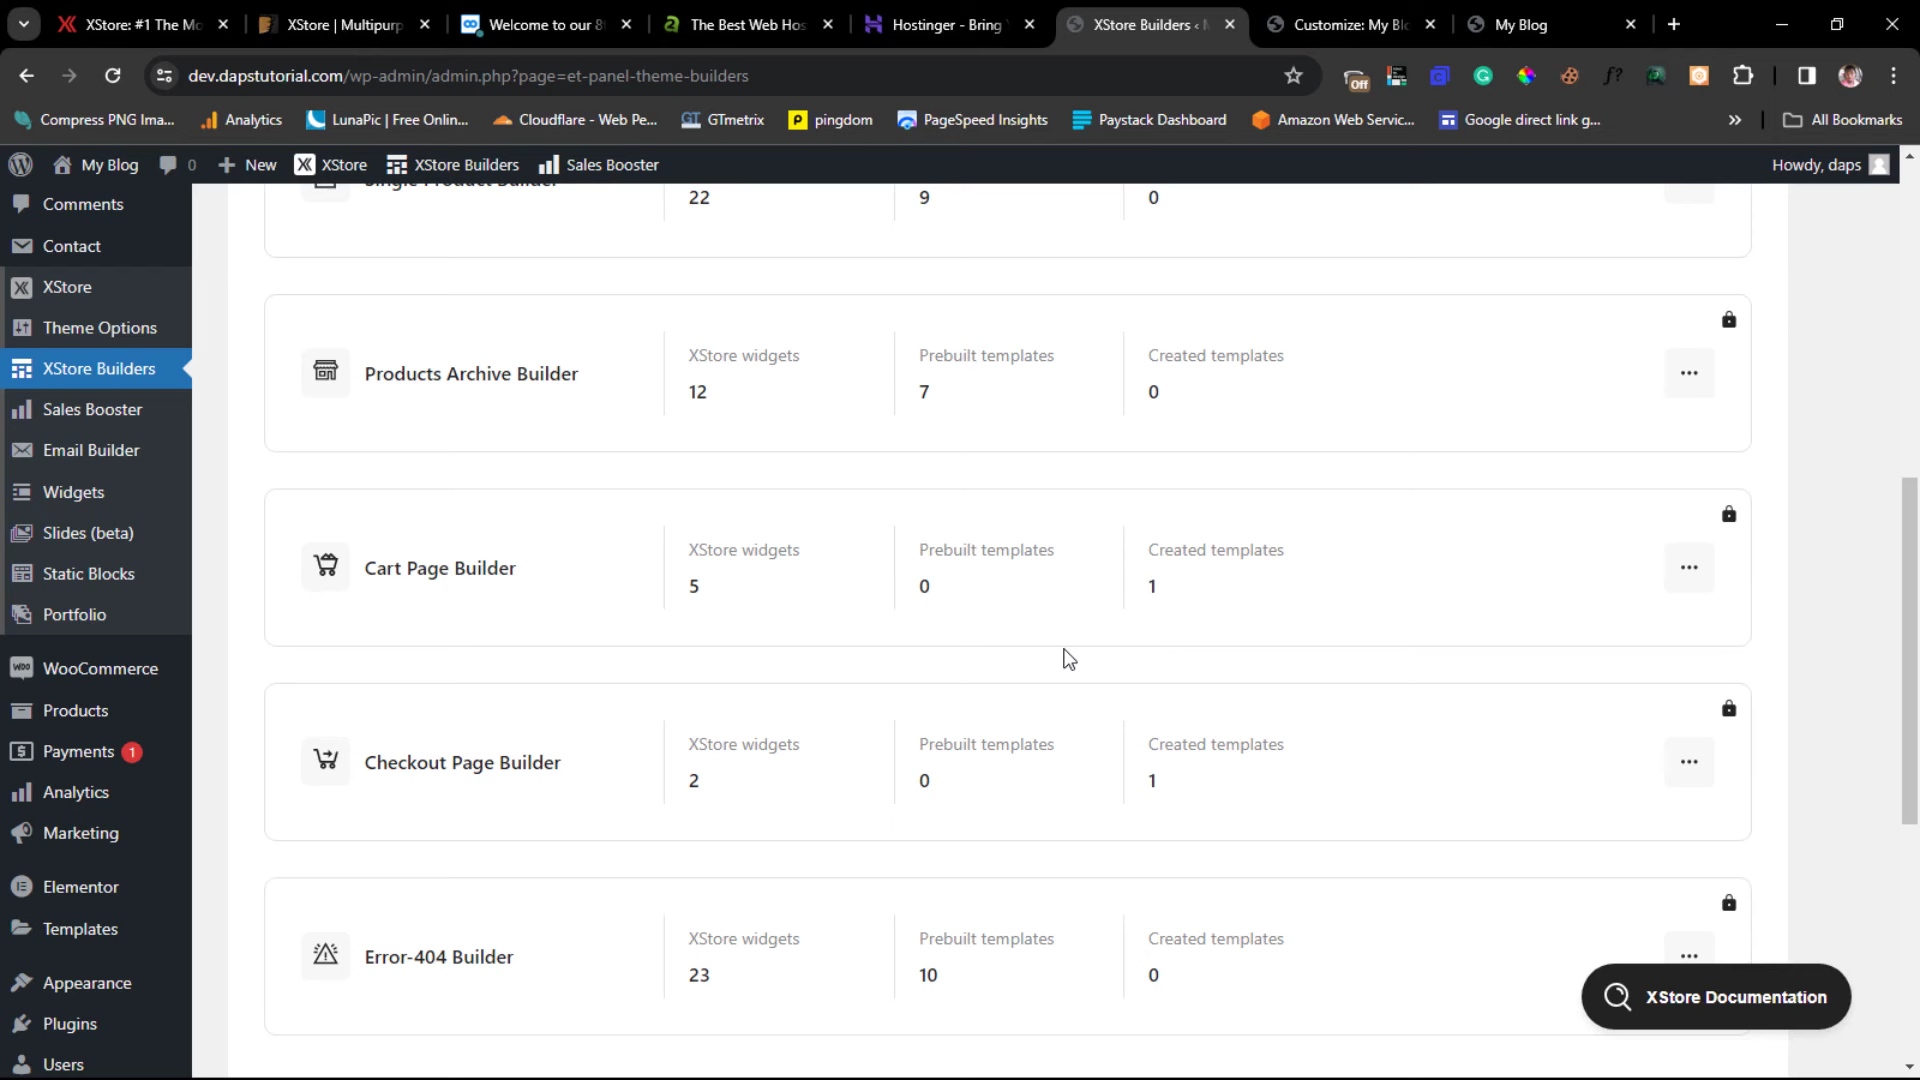 XStore: #1 The Mo
XStore | Multipurp
Welcome to our 8
The Best Web Hos
Hostinger - Bring
XStore Builders ‹
Customize: My Blo
My Blog
dev.dapstutorial.com/wp-admin/admin.php?page=et-panel-theme-builders
Off
Compress PNG Ima...
Analytics
LunaPic | Free Onlin...
Cloudflare - Web Pe...
GTmetrix
pingdom
PageSpeed Insights
Paystack Dashboard
Amazon Web Servic...
Google direct link g...
»
All Bookmarks
My Blog
0
New
XStore
XStore Builders
Sales Booster
Howdy, daps
Comments
Contact
XStore
Theme Options
XStore Builders
Sales Booster
Email Builder
Widgets
Slides (beta)
Static Blocks
Portfolio
WooCommerce
Products
Payments 1
Analytics
Marketing
Elementor
Templates
Appearance
Plugins
Users
Single Product Builder
22
9
0
Products Archive Builder
XStore widgets
12
Prebuilt templates
7
Created templates
0
Cart Page Builder
XStore widgets
5
Prebuilt templates
0
Created templates
1
Checkout Page Builder
XStore widgets
2
Prebuilt templates
0
Created templates
1
Error-404 Builder
XStore widgets
23
Prebuilt templates
10
Created templates
0
XStore Documentation